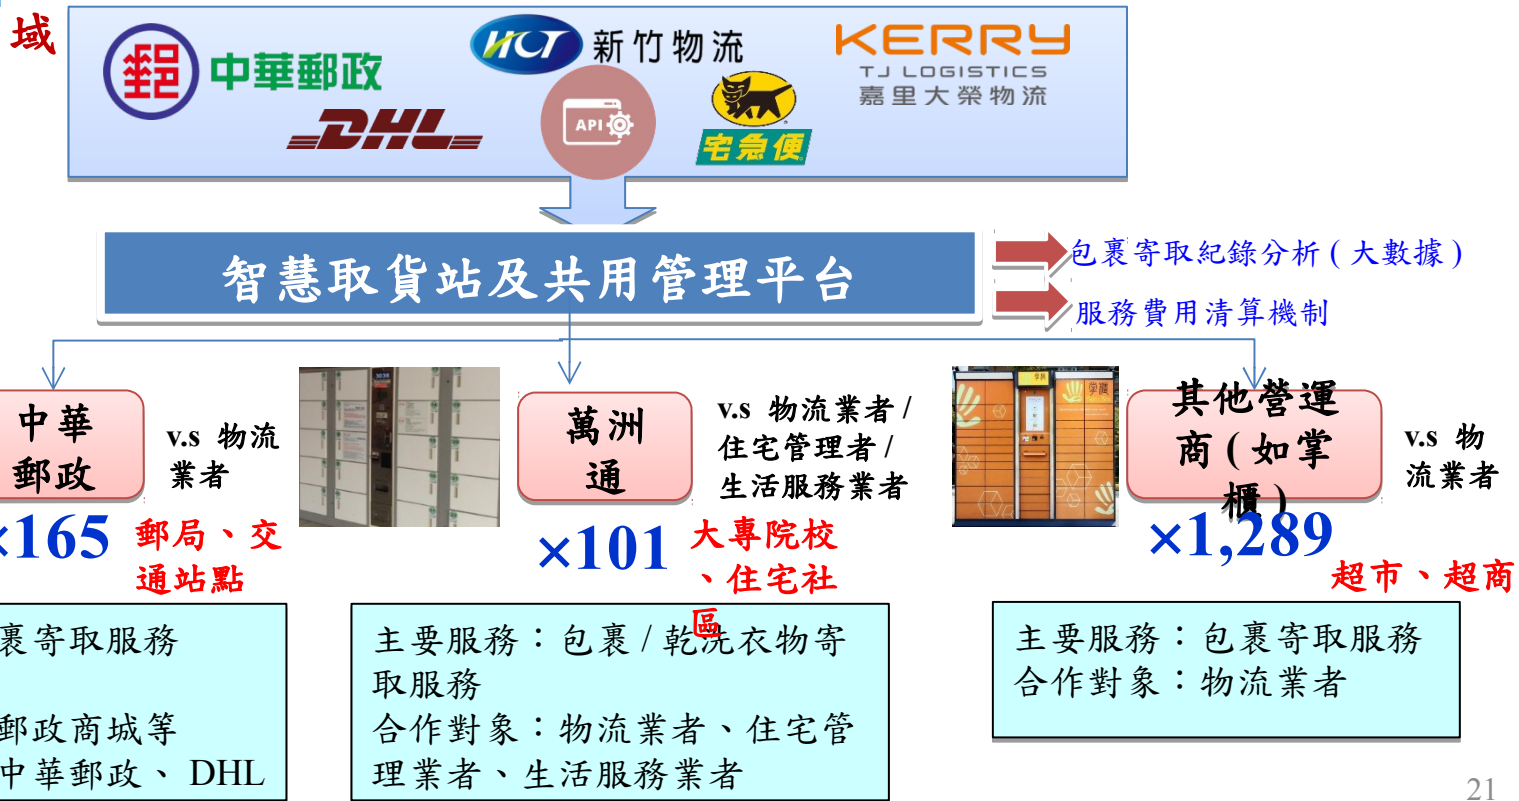 域
郵 中華郵政
HCT 新竹物流
KERRY
TJ LOGISTICS
嘉里大榮物流
DHL
API
宅急便
智慧取貨站及共用管理平台
包裹寄取紀錄分析(大數據)
服務費用清算機制
中華
郵政
v.s 物流
業者
×165
郵局、交
通站點
萬洲
通
v.s 物流業者/
住宅管理者/
生活服務業者
×101
大專院校
、住宅社
區
其他營運
商(如掌
櫃)
v.s 物
流業者
×1,289
超市、超商
裹寄取服務
郵政商城等
中華郵政、DHL
主要服務：包裹/乾洗衣物寄
取服務
合作對象：物流業者、住宅管
理業者、生活服務業者
主要服務：包裹寄取服務
合作對象：物流業者
21